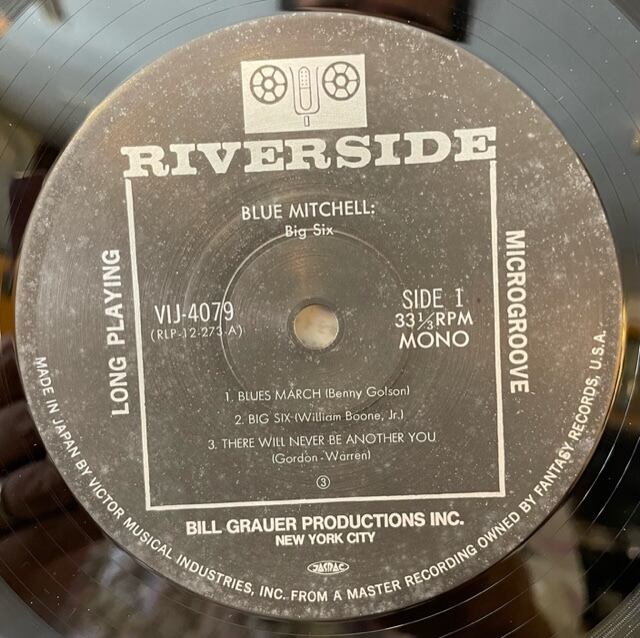 RIVERSIDE
BLUE MITCHELL:
Big Six
LONG PLAYING
MICROGROOVE
VIJ-4079
(RLP-12-273-A)
SIDE 1
33 1/3 RPM
MONO
1. BLUES MARCH (Benny Golson)
2. BIG SIX (William Boone, Jr.)
3. THERE WILL NEVER BE ANOTHER YOU
(Gordon-Warren)
③
BILL GRAUER PRODUCTIONS INC.
NEW YORK CITY
JASRAC
MADE IN JAPAN BY VICTOR MUSICAL INDUSTRIES, INC. FROM A MASTER RECORDING OWNED BY FANTASY RECORDS, U.S.A.